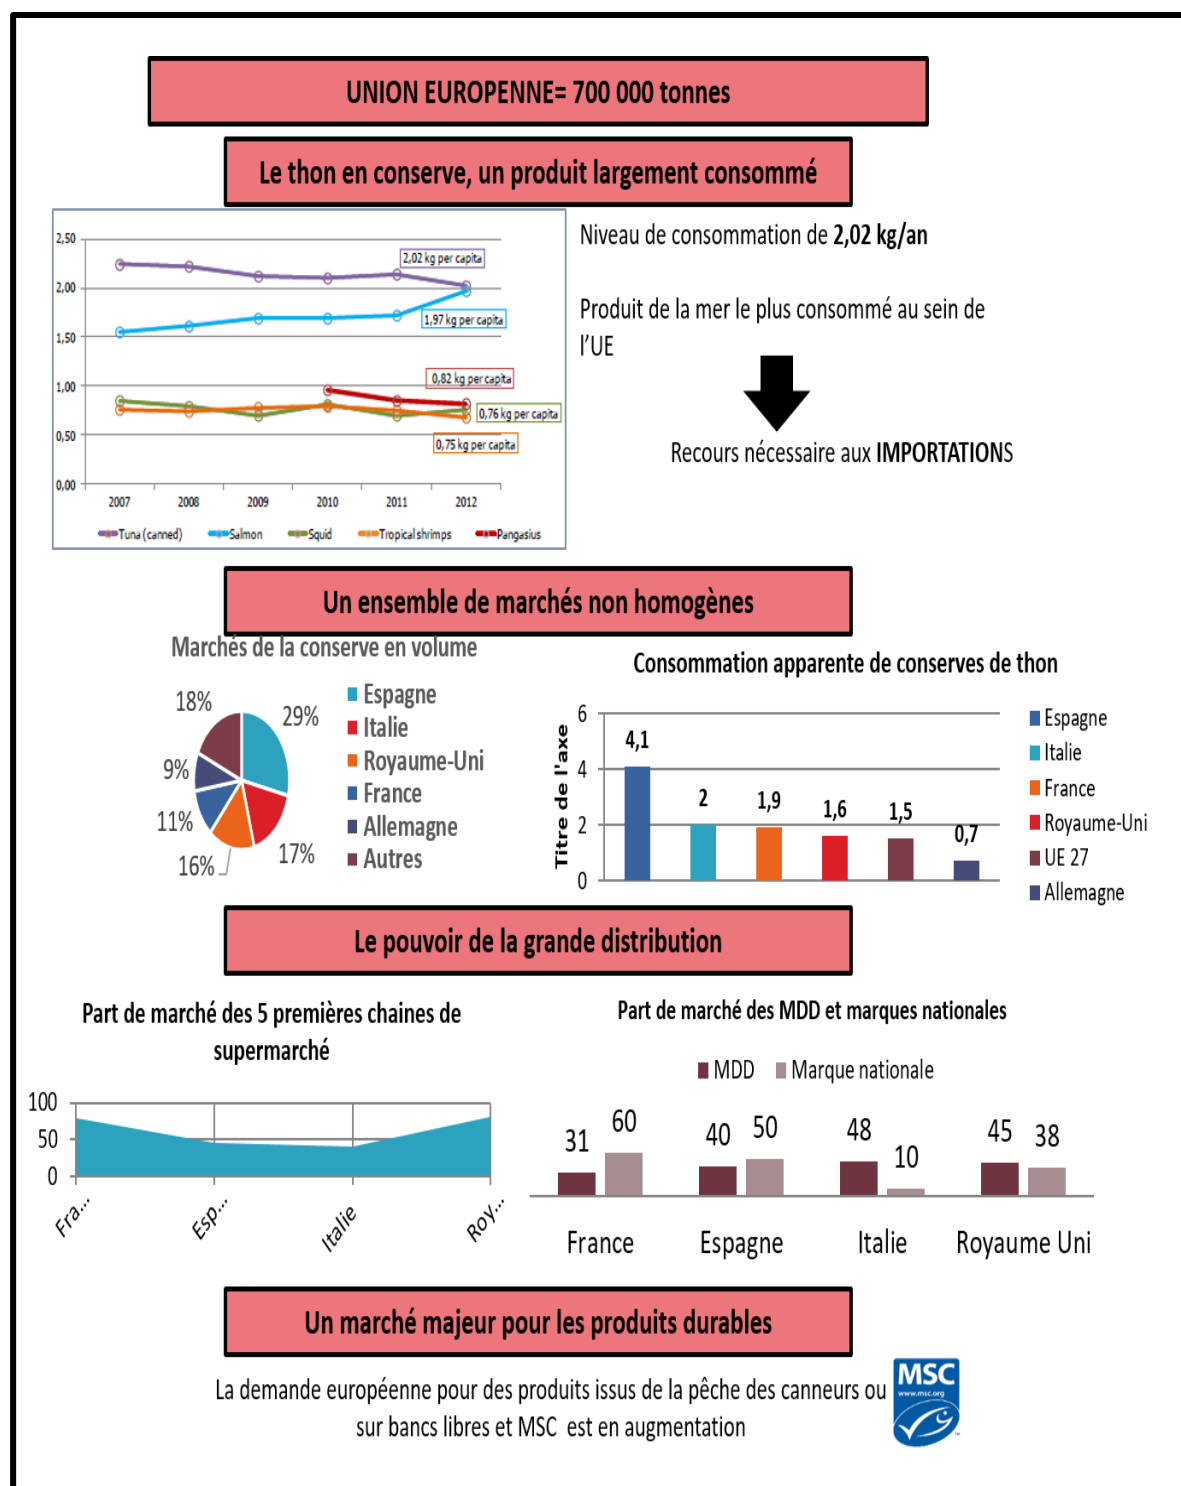 UNION EUROPENNE= 700 000 tonnes
Le thon en conserve, un produit largement consommé
2,50
2,00
1,50
1,00
0,50
0,00
2,02 kg per capita
1,97 kg per capita
0,82 kg per capita
0,76 kg per capita
0,75 kg per capita
2007 2008 2009 2010 2011 2012
Tuna (canned) Salmon Squid Tropical shrimps Pangasius
Niveau de consommation de 2,02 kg/an
Produit de la mer le plus consommé au sein de
l’UE
Recours nécessaire aux IMPORTATIONS
Un ensemble de marchés non homogènes
Marchés de la conserve en volume
18%
29%
9%
11%
16%
17%
Espagne
Italie
Royaume-Uni
France
Allemagne
Autres
Consommation apparente de conserves de thon
Titre de l'axe
6
4
2
0
4,1
2
1,9
1,6
1,5
0,7
Espagne
Italie
France
Royaume-Uni
UE 27
Allemagne
Le pouvoir de la grande distribution
Part de marché des 5 premières chaines de
supermarché
100
50
0
Fra...
Esp...
Italie
Roy...
Part de marché des MDD et marques nationales
MDD Marque nationale
31 60 40 50 48 10 45 38
France Espagne Italie Royaume Uni
Un marché majeur pour les produits durables
La demande européenne pour des produits issus de la pêche des canneurs ou
sur bancs libres et MSC est en augmentation
MSC
www.msc.org